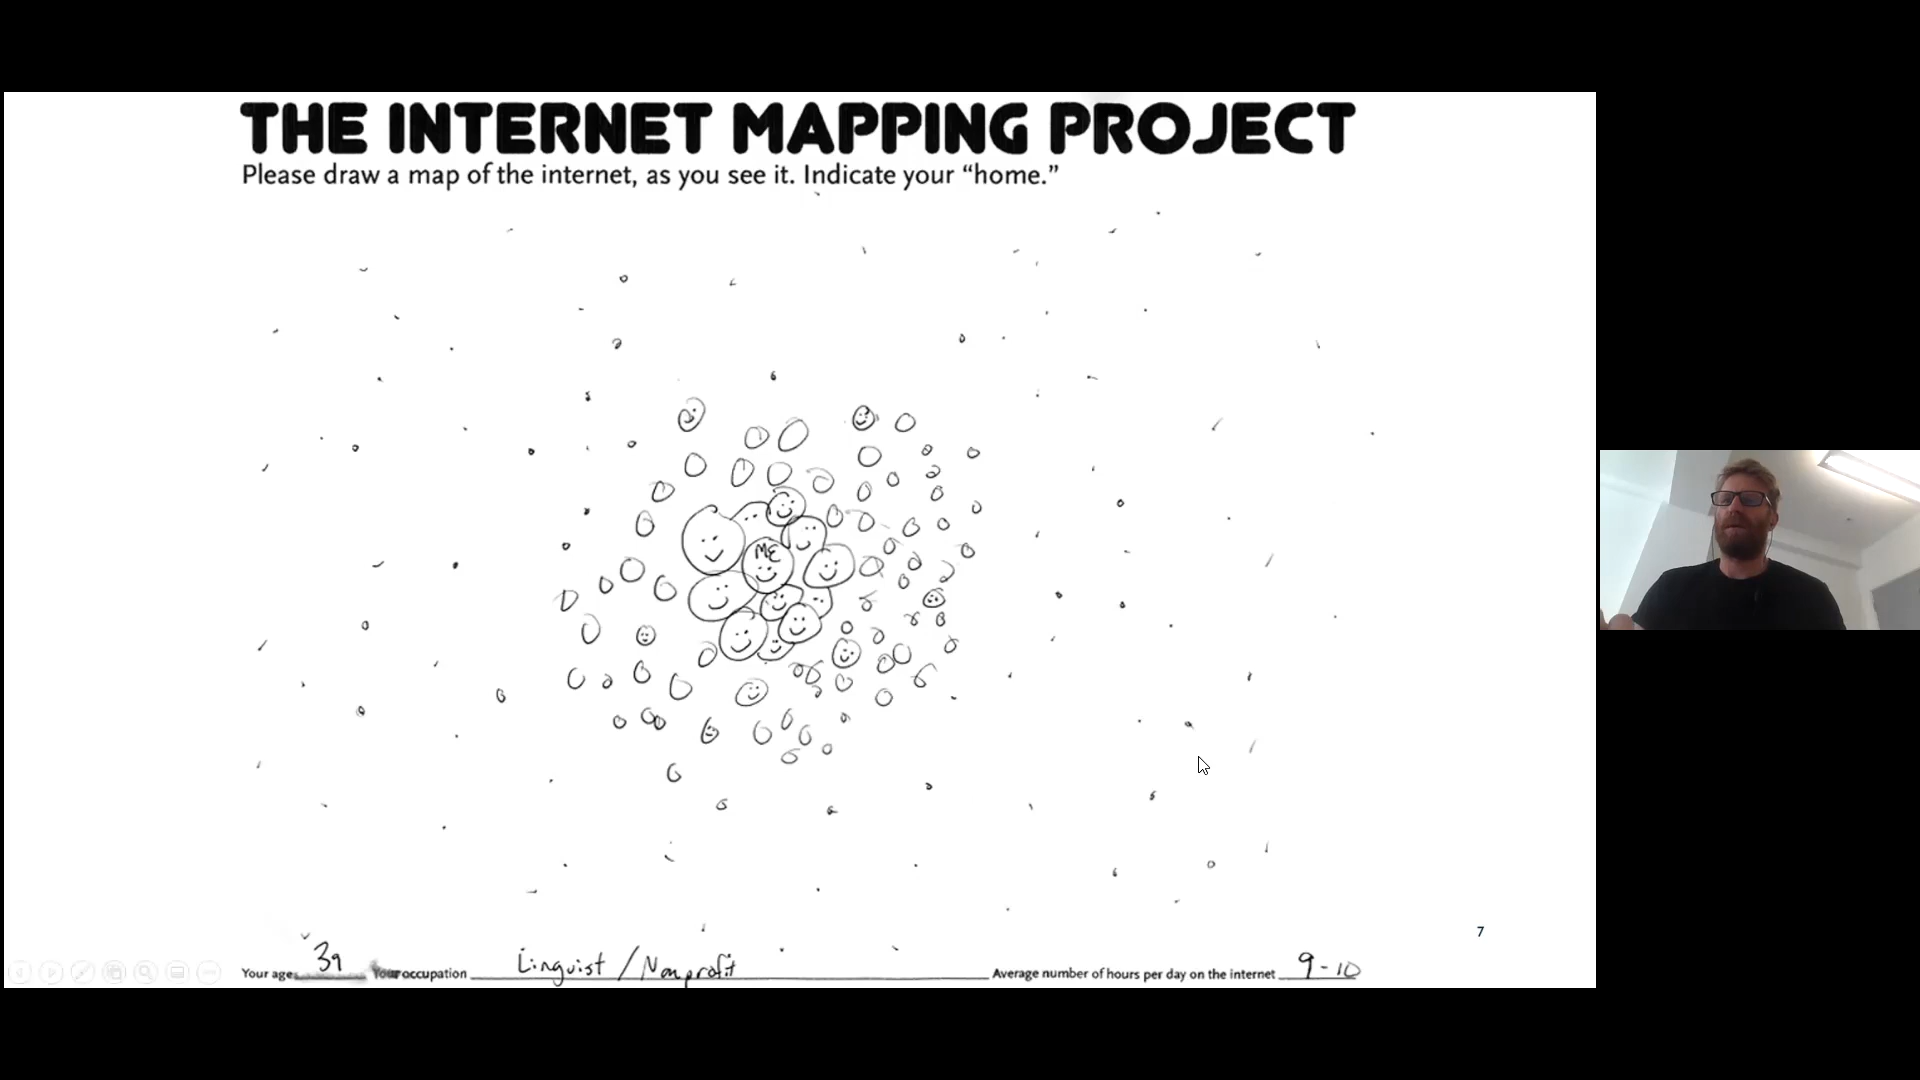 THE INTERNET MAPPING PROJECT
Please draw a map of the internet, as you see it. Indicate your “home.”
ME
7
Your age 39 Your occupation Linguist / Nonprofit Average number of hours per day on the internet 9-10